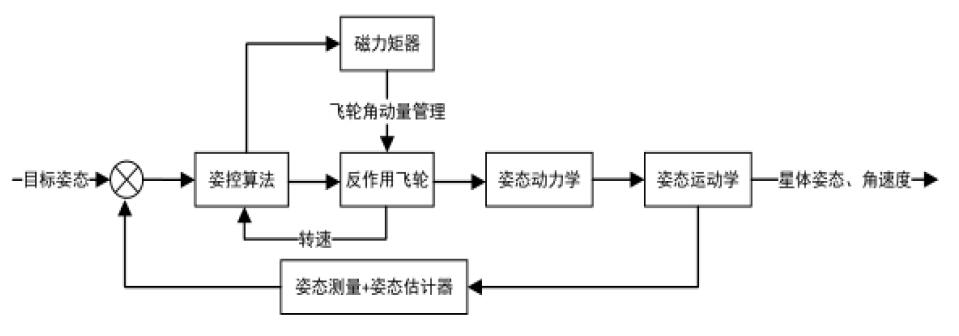 磁力矩器
飞轮角动量管理
目标姿态
姿控算法
反作用飞轮
姿态动力学
姿态运动学
星体姿态、角速度
转速
姿态测量+姿态估计器